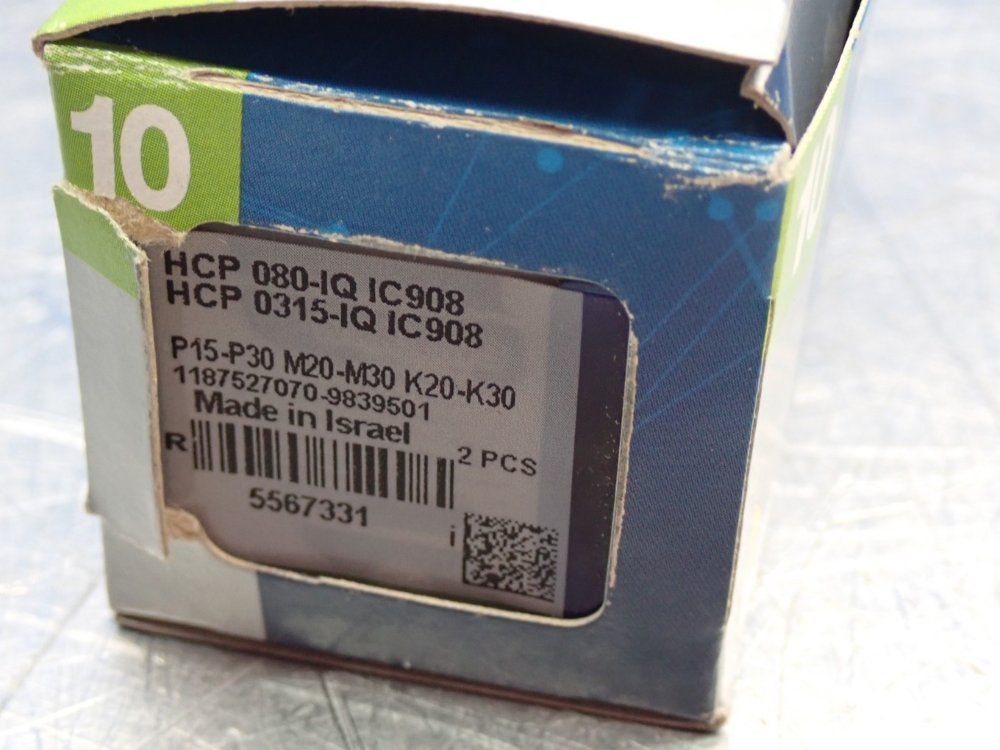 10
HCP 080-IQ IC908
HCP 0315-IQ IC908
P15-P30 M20-M30 K20-K30
1187527070-9839501
Made in Israel
R
2 PCS
5567331
i